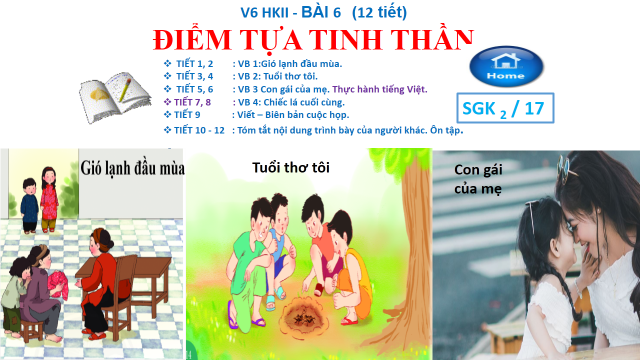 V6 HKII - BÀI 6 (12 tiết)
ĐIỂM TỰA TINH THẦN
❖ TIẾT 1, 2 : VB 1:Gió lạnh đầu mùa.
❖ TIẾT 3, 4 : VB 2: Tuổi thơ tôi.
❖ TIẾT 5, 6 : VB 3 Con gái của mẹ. Thực hành tiếng Việt.
❖ TIẾT 7, 8 : VB 4: Chiếc lá cuối cùng.
❖ TIẾT 9 : Viết – Biên bản cuộc họp.
❖ TIẾT 10 - 12 : Tóm tắt nội dung trình bày của người khác. Ôn tập.
Home
SGK 2 / 17
Gió lạnh đầu mùa
Tuổi thơ tôi
Con gái
của mẹ